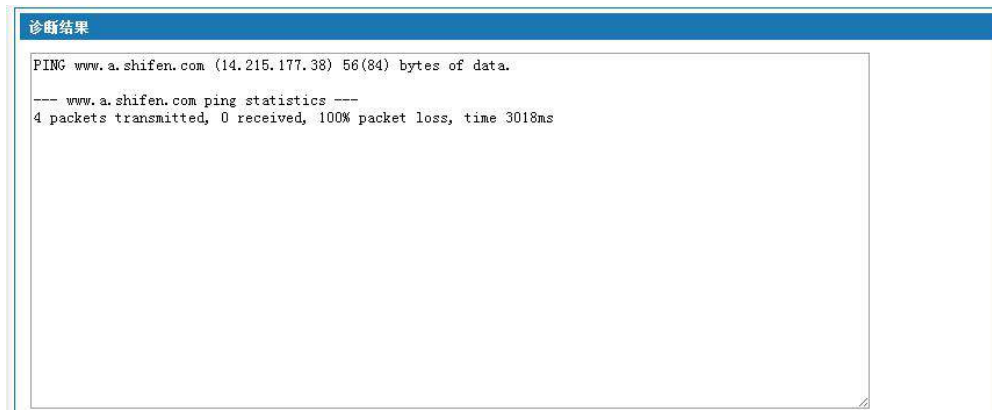 诊断结果
PING www.a.shifen.com (14.215.177.38) 56(84) bytes of data.
--- www.a.shifen.com ping statistics ---
4 packets transmitted, 0 received, 100% packet loss, time 3018ms